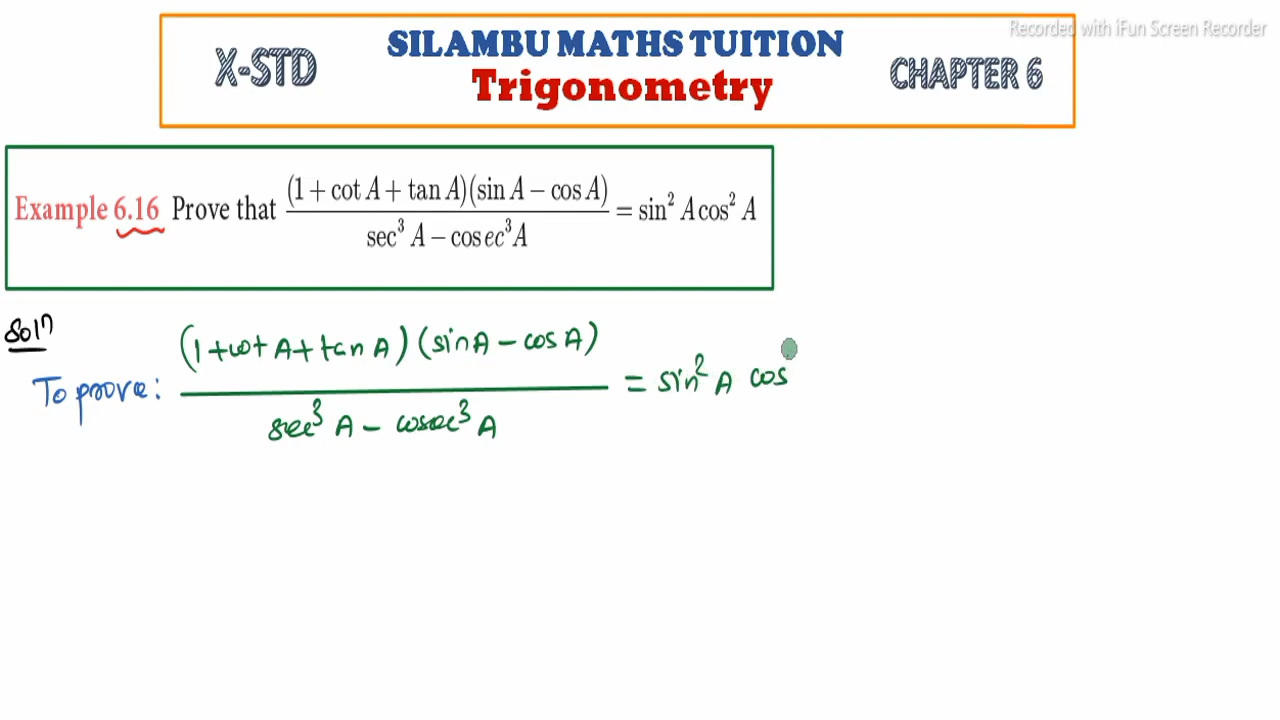 Recorded with iFun Screen Recorder
X-STD
SILAMBU MATHS TUITION
Trigonometry
CHAPTER 6
Example 6.16 Prove that (1 + cot A + tan A)(sin A − cos A) / sec³ A − cosec³ A = sin² A cos² A
Soln
To prove: (1 + cot A + tan A) (sin A − cos A) / sec³ A − cosec³ A = sin² A cos